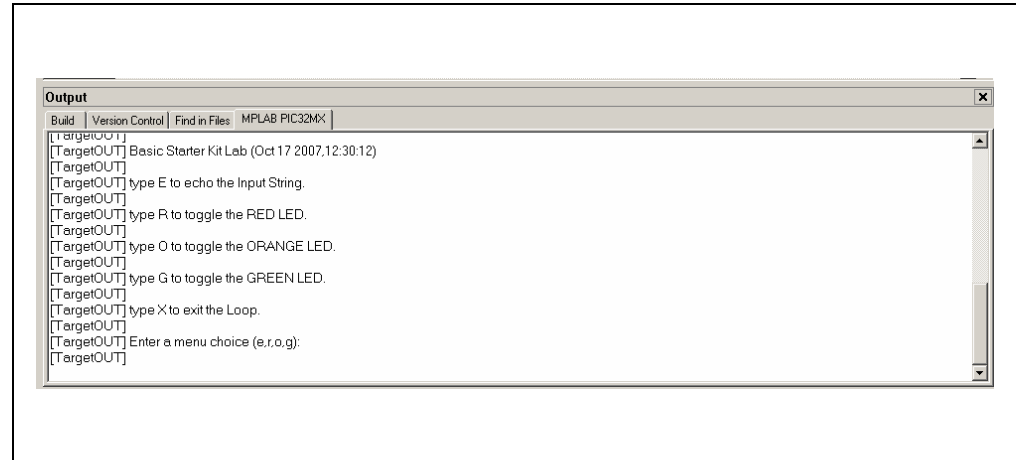 Output
Build Version Control Find in Files MPLAB PIC32MX
[TargetOUT]
[TargetOUT] Basic Starter Kit Lab (Oct 17 2007,12:30:12)
[TargetOUT]
[TargetOUT] type E to echo the Input String.
[TargetOUT]
[TargetOUT] type R to toggle the RED LED.
[TargetOUT]
[TargetOUT] type O to toggle the ORANGE LED.
[TargetOUT]
[TargetOUT] type G to toggle the GREEN LED.
[TargetOUT]
[TargetOUT] type X to exit the Loop.
[TargetOUT]
[TargetOUT] Enter a menu choice (e,r,o,g):
[TargetOUT]